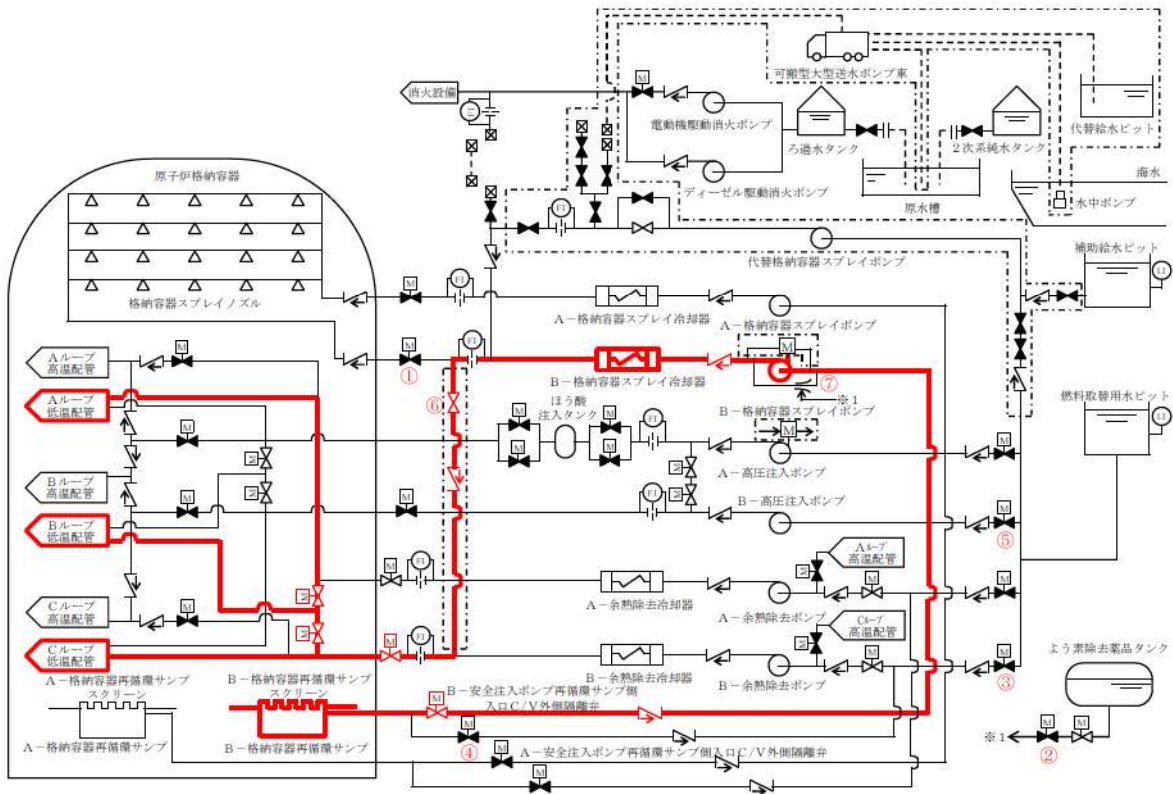 可搬型大型送水ポンプ車
消火設備
M
FI
電動機駆動消火ポンプ
ろ過水タンク
2次系純水タンク
代替給水ピット
海水
ディーゼル駆動消火ポンプ
原水槽
水中ポンプ
原子炉格納容器
FI
代替格納容器スプレイポンプ
補助給水ピット
LI
格納容器スプレイノズル
M
FI
A-格納容器スプレイ冷却器
A-格納容器スプレイポンプ
M
①
FI
B-格納容器スプレイ冷却器
M
⑦
※1
B-格納容器スプレイポンプ
燃料取替用水ピット
LI
Aループ
高温配管
M
Aループ
低温配管
⑥
ほう酸
注入タンク
M
M
M
M
M
FI
M
A-高圧注入ポンプ
M
M
M
M
M
Bループ
高温配管
Bループ
低温配管
M
M
FI
B-高圧注入ポンプ
M
⑤
M
FI
A-余熱除去冷却器
A-余熱除去ポンプ
M
Aループ
高温配管
M
M
M
M
Cループ
高温配管
M
Cループ
低温配管
M
FI
B-余熱除去冷却器
B-余熱除去ポンプ
M
Cループ
高温配管
M
M
③
よう素除去薬品タンク
A-格納容器再循環サンプ
スクリーン
B-格納容器再循環サンプ
スクリーン
B-安全注入ポンプ再循環サンプ側
入口C/V外側隔離弁
M
M
④
A-格納容器再循環サンプ
B-格納容器再循環サンプ
A-安全注入ポンプ再循環サンプ側入口C/V外側隔離弁
M
M
※1
M
②
M